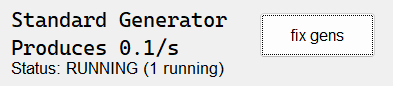 Standard Generator
Produces 0.1/s
Status: RUNNING (1 running)
fix gens